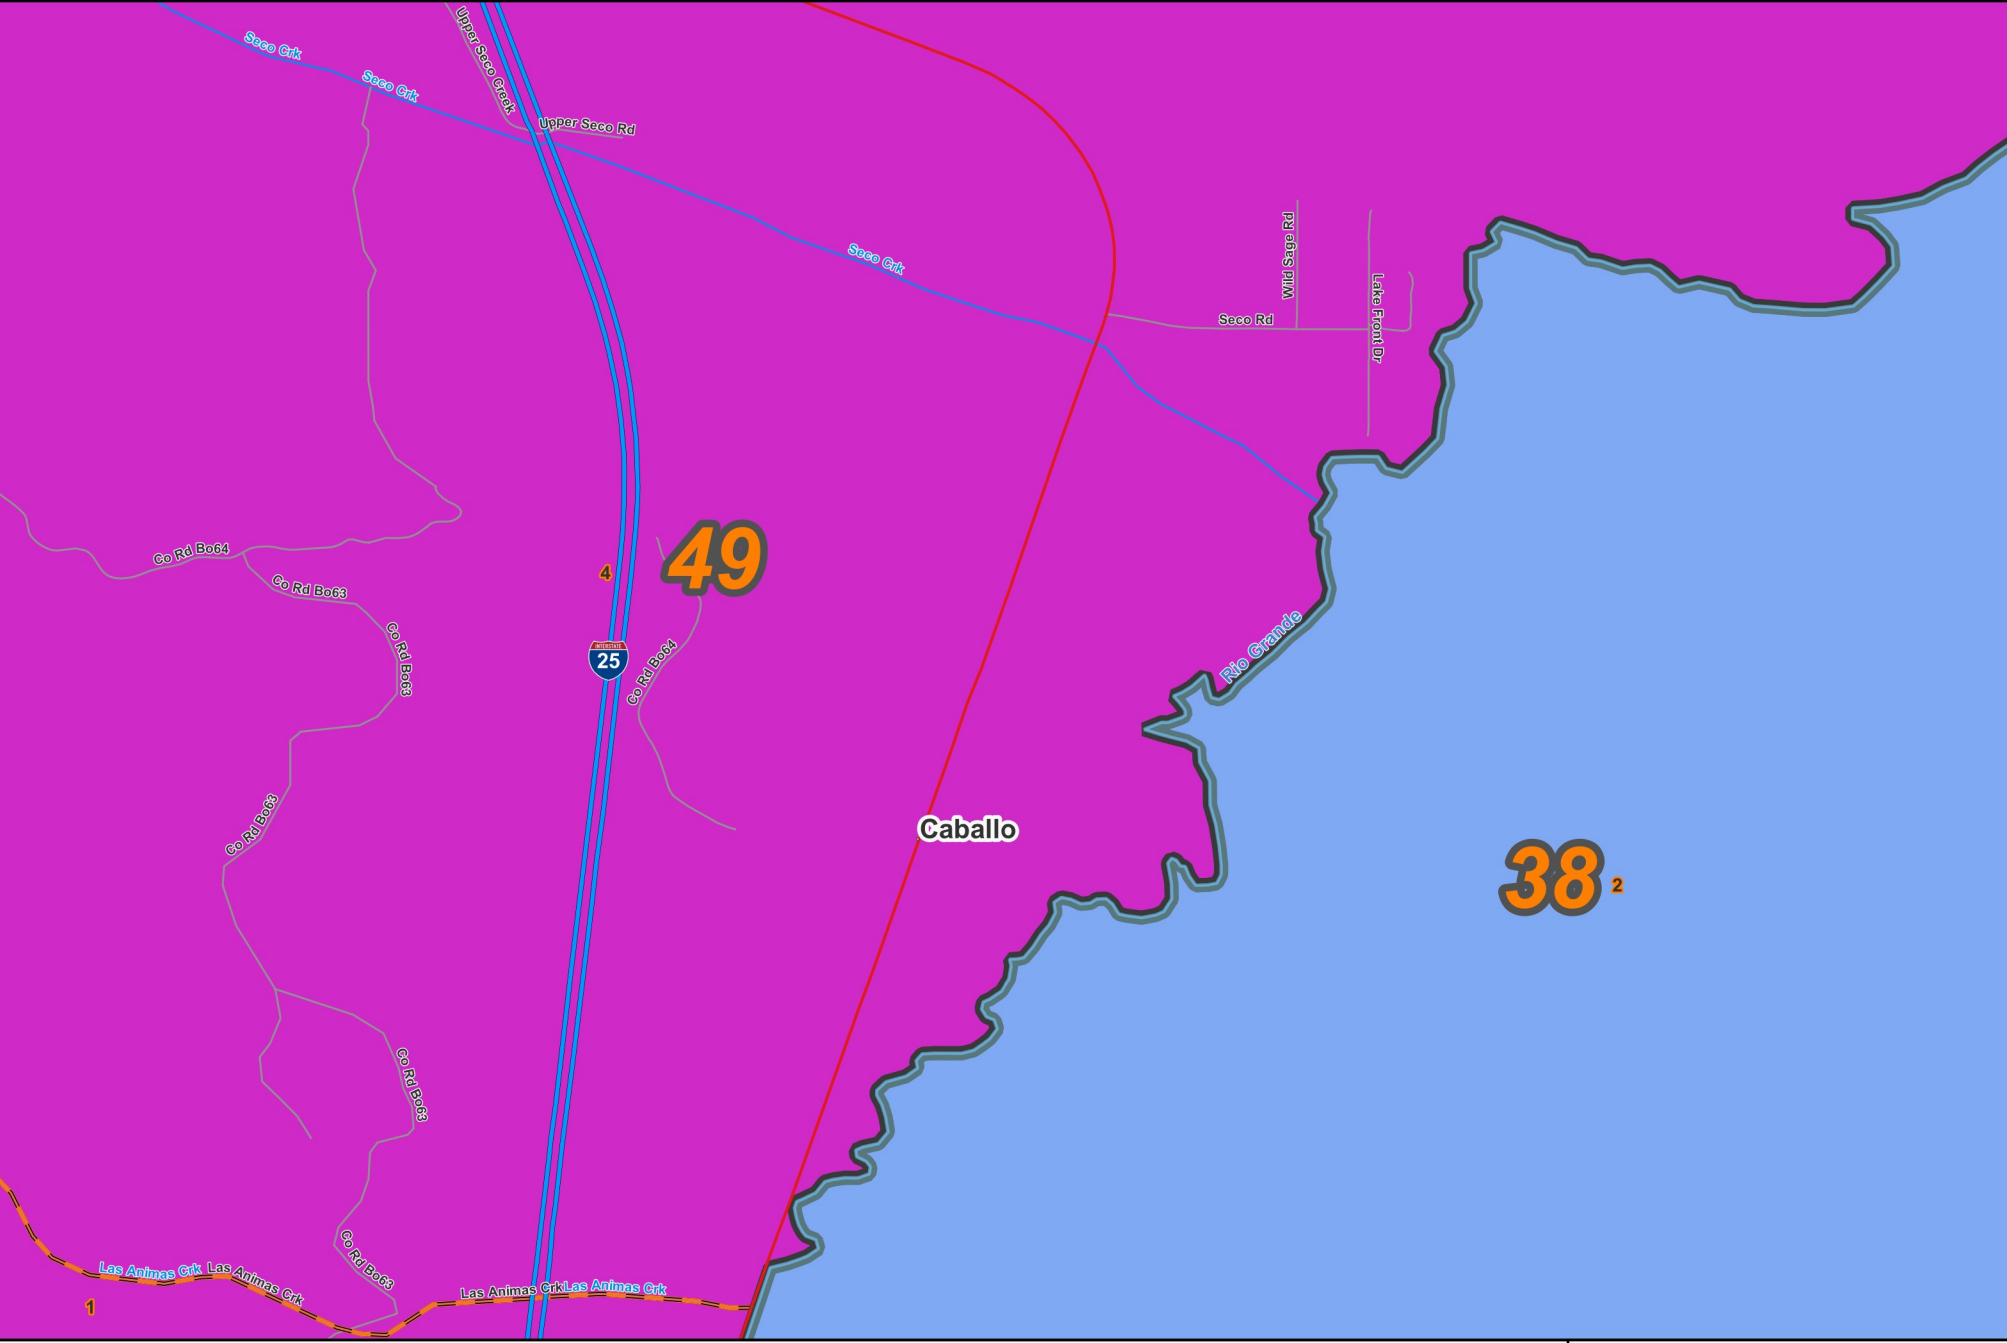 Seco Crk
Upper Seco Creek
Seco Crk
Upper Seco Rd
Seco Crk
Wild Sage Rd
Lake Front Dr
Seco Rd
Co Rd Bo64
49
4
Co Rd Bo63
Co Rd Bo63
INTERSTATE
25
Co Rd Bo64
Rio Grande
Co Rd Bo63
Caballo
38
2
Co Rd Bo63
Co Rd Bo63
Las Animas Crk
Las Animas Crk
Las Animas Crk
Las Animas Crk
1